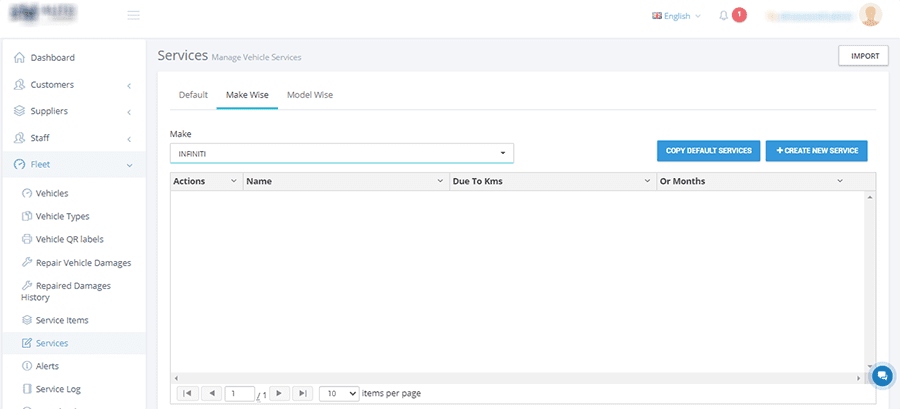 English
1
Services Manage Vehicle Services
IMPORT
Dashboard
Customers
Suppliers
Staff
Fleet
Vehicles
Vehicle Types
Vehicle QR labels
Repair Vehicle Damages
Repaired Damages
History
Service Items
Services
Alerts
Service Log
Default Make Wise Model Wise
Make
INFINITI
COPY DEFAULT SERVICES
+ CREATE NEW SERVICE
Actions Name Due To Kms Or Months
1 / 1 10 items per page